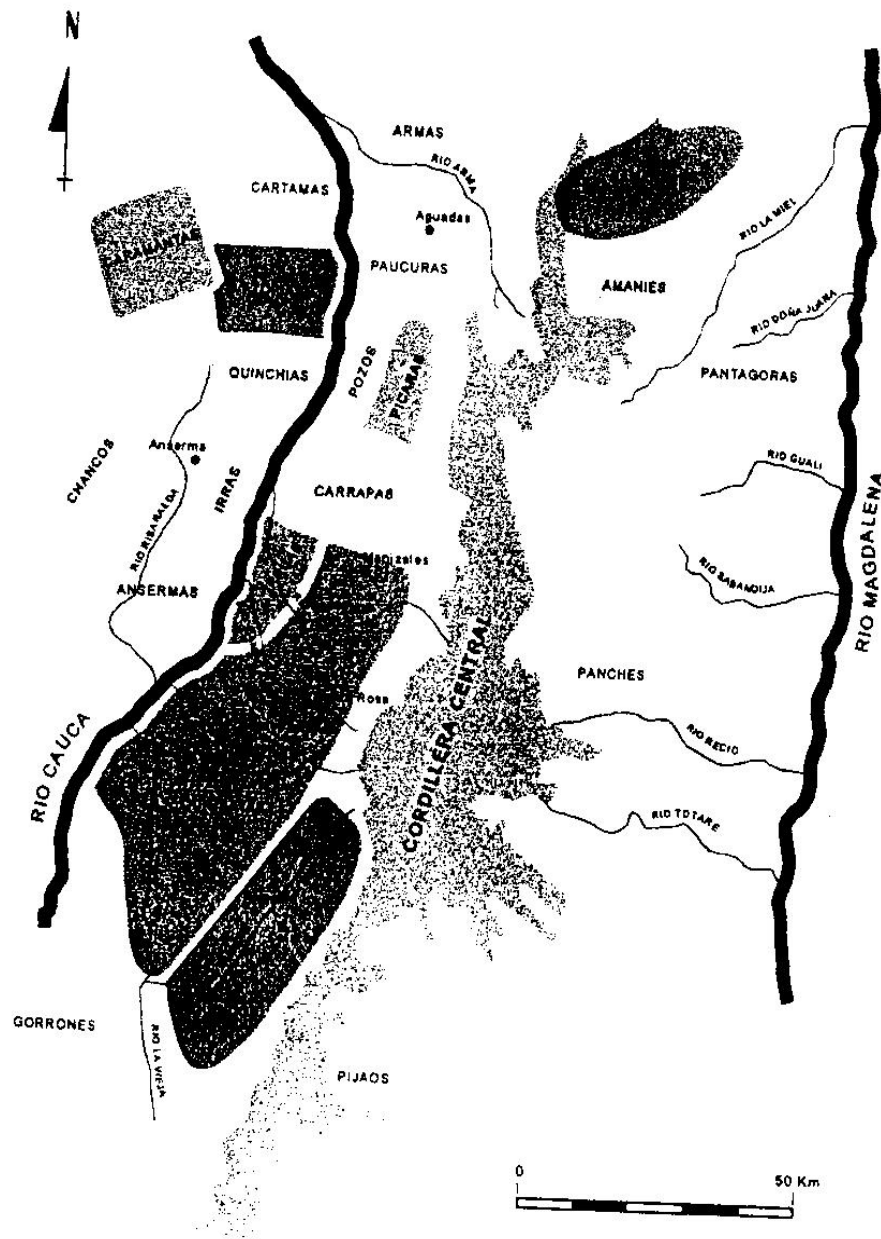 N
ARMAS
RIO ARMA
CARTAMAS
Aguadas
RIO LA MIEL
CARAMANTAS
PAUCURAS
AMANIES
RIO DOÑA JUANA
QUINCHIAS
POZOS
PICARAS
PANTAGORAS
CHANCOS
Anserma
IRRAS
CARRAPAS
RIO GUALI
RIO RISARALDA
Manizales
RIO SABANDIJA
RIO MAGDALENA
ANSERMAS
CORDILLERA CENTRAL
PANCHES
Rosa
RIO CAUCA
RIO RECIO
RIO TOTARE
GORRONES
RIO LA VIEJA
PIJAOS
0
50 Km